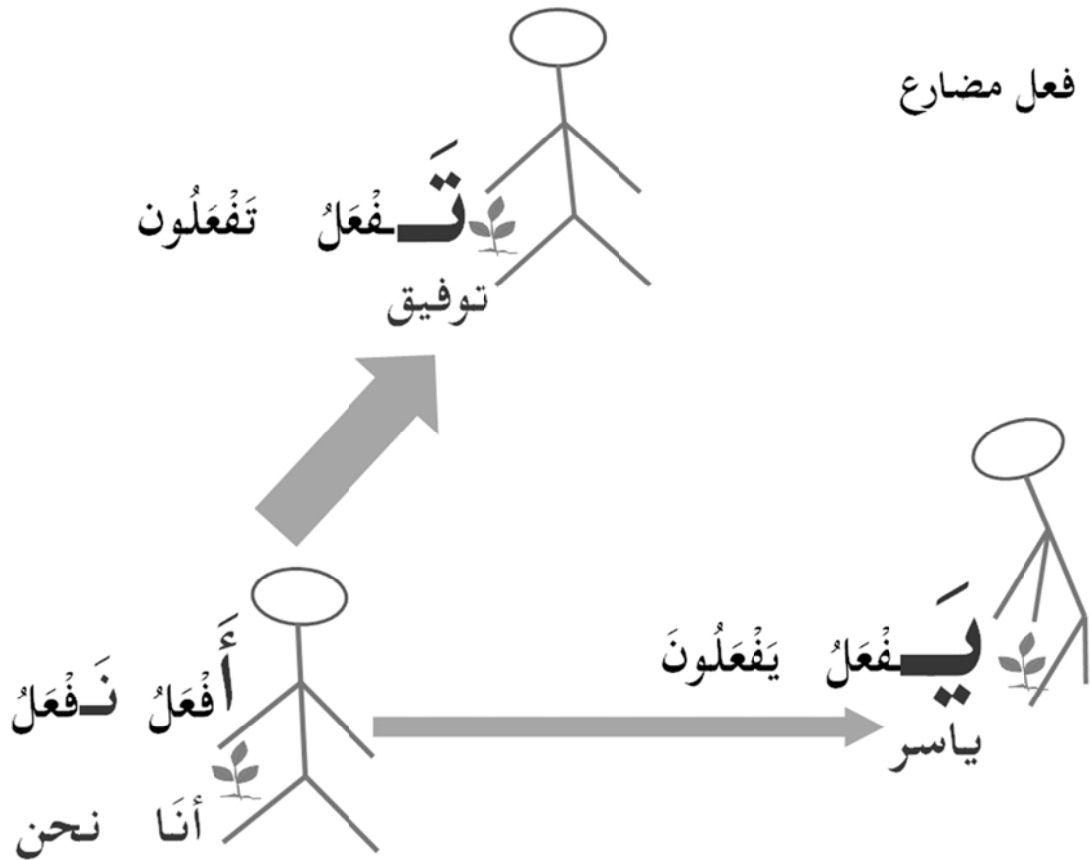 فعل مضارع
تَـفْعَلُ تَفْعَلُون
توفيق
يَـفْعَلُ يَفْعَلُونَ
ياسر
أَفْعَلُ نَـفْعَلُ
أنَا نحن